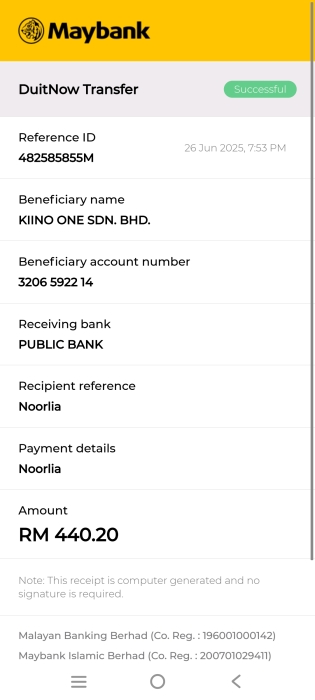 Maybank
DuitNow Transfer
Successful
Reference ID
482585855M
26 Jun 2025, 7:53 PM
Beneficiary name
KIINO ONE SDN. BHD.
Beneficiary account number
3206 5922 14
Receiving bank
PUBLIC BANK
Recipient reference
Noorlia
Payment details
Noorlia
Amount
RM 440.20
Note: This receipt is computer generated and no
signature is required.
Malayan Banking Berhad (Co. Reg. : 196001000142)
Maybank Islamic Berhad (Co. Reg. : 200701029411)